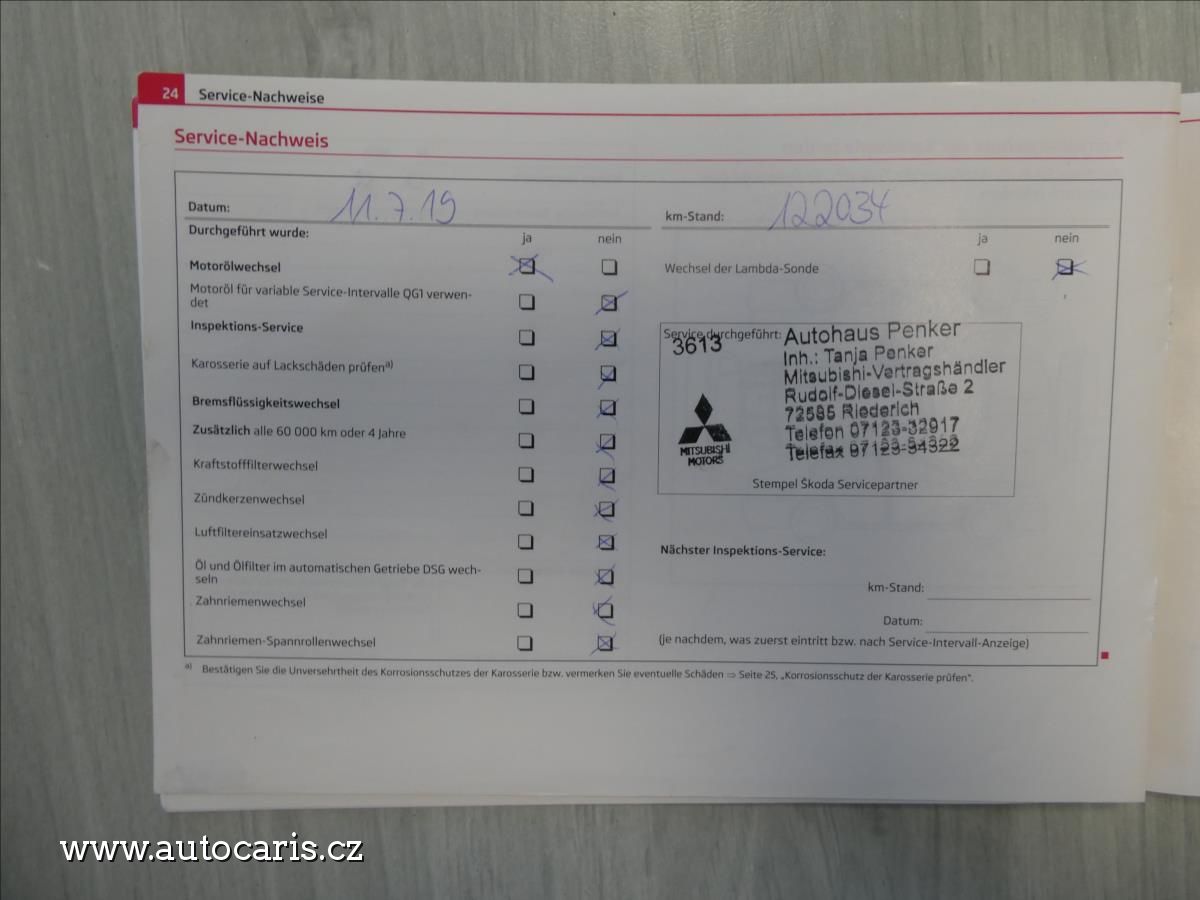 24 Service-Nachweise
Service-Nachweis
Datum: 11.7.19
km-Stand: 122034
Durchgeführt wurde: ja nein
ja nein
Motorölwechsel
Wechsel der Lambda-Sonde
Motoröl für variable Service-Intervalle QG1 verwen-
det
Inspektions-Service
Karosserie auf Lackschäden prüfen a)
Bremsflüssigkeitswechsel
Zusätzlich alle 60 000 km oder 4 Jahre
Kraftstofffilterwechsel
Zündkerzenwechsel
Luftfiltereinsatzwechsel
Öl und Ölfilter im automatischen Getriebe DSG wech-
seln
Zahnriemenwechsel
Zahnriemen-Spannrollenwechsel
Service durchgeführt:
3613
Autohaus Penker
Inh.: Tanja Penker
Mitsubishi-Vertragshändler
Rudolf-Diesel-Straße 2
72585 Riederich
Telefon 07123-32917
Telefax 07123-34322
MITSUBISHI
MOTORS
Stempel Škoda Servicepartner
Nächster Inspektions-Service:
km-Stand:
Datum:
(je nachdem, was zuerst eintritt bzw. nach Service-Intervall-Anzeige)
a) Bestätigen Sie die Unversehrtheit des Korrosionsschutzes der Karosserie bzw. vermerken Sie eventuelle Schäden ⇒ Seite 25, „Korrosionsschutz der Karosserie prüfen“.
www.autocaris.cz